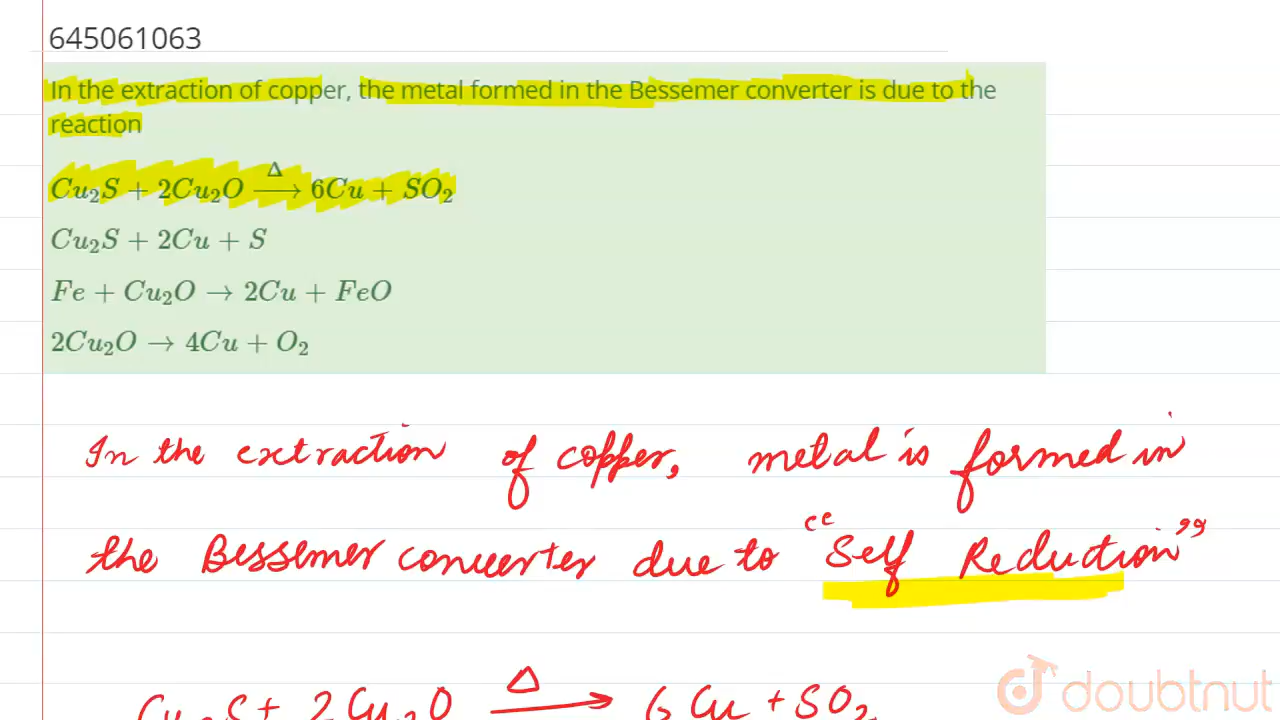 645061063
In the extraction of copper, the metal formed in the Bessemer converter is due to the
reaction
Cu₂S + 2Cu₂O →Δ 6Cu + SO₂
Cu₂S + 2Cu + S
Fe + Cu₂O → 2Cu + FeO
2Cu₂O → 4Cu + O₂
In the extraction of copper, metal is formed in
the Bessemer converter due to "Self Reduction"
Cu₂S + 2Cu₂O →Δ 6Cu + SO₂
doubtnut